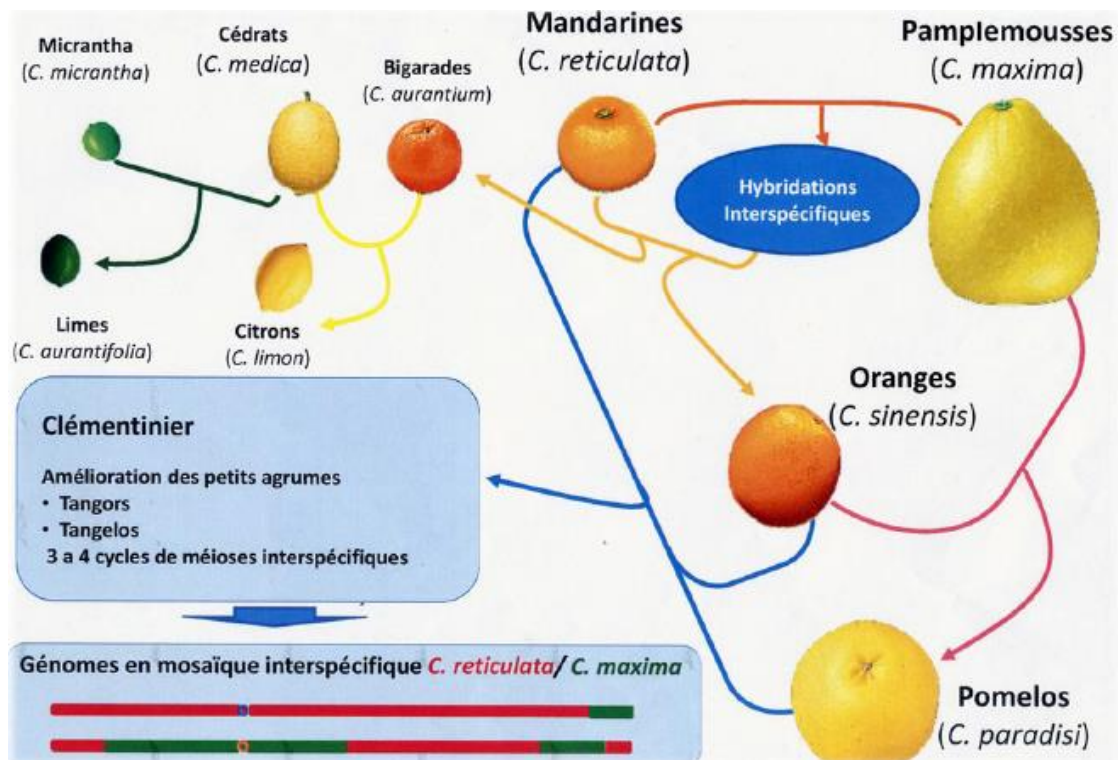 Micrantha
(C. micrantha)
Cédrats
(C. medica)
Bigarades
(C. aurantium)
Mandarines
(C. reticulata)
Pamplemousses
(C. maxima)
Hybridations
Interspécifiques
Limes
(C. aurantifolia)
Citrons
(C. limon)
Oranges
(C. sinensis)
Clémentinier
Amélioration des petits agrumes
• Tangors
• Tangelos
3 a 4 cycles de méioses interspécifiques
Génomes en mosaïque interspécifique C. reticulata/ C. maxima
Pomelos
(C. paradisi)